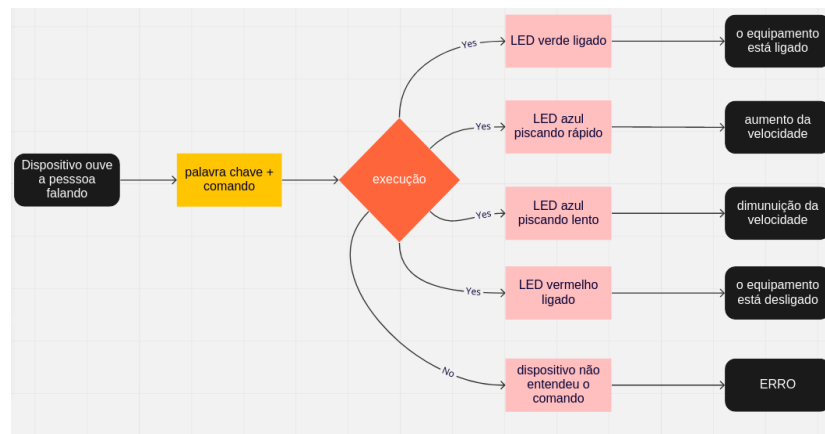 Dispositivo ouve
a pesssoa
falando
palavra chave +
comando
execução
Yes
LED verde ligado
o equipamento
está ligado
Yes
LED azul
piscando rápido
aumento da
velocidade
Yes
LED azul
piscando lento
dimunuição da
velocidade
Yes
LED vermelho
ligado
o equipamento
está desligado
No
dispositivo não
entendeu o
comando
ERRO